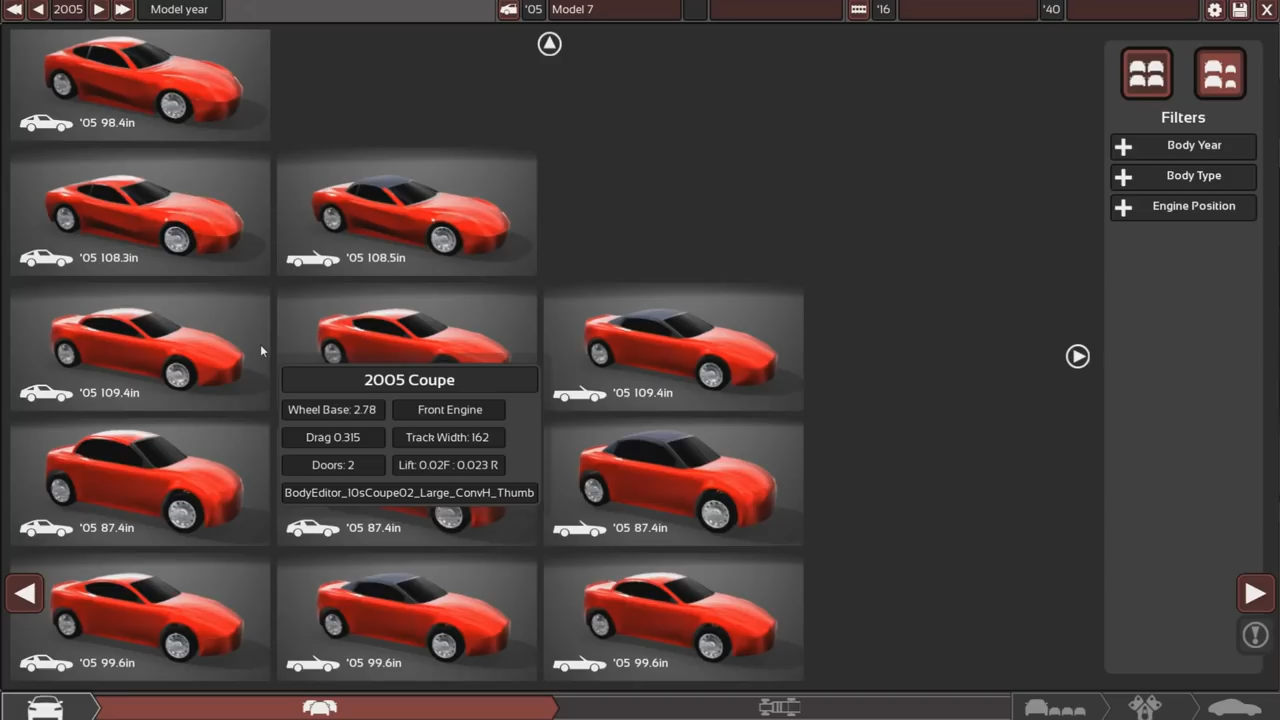 2005 Model year '05 Model 7 '16 '40
'05 98.4in
Filters
Body Year
Body Type
Engine Position
'05 108.3in '05 108.5in
'05 109.4in '05 109.4in
2005 Coupe
Wheel Base: 2.78 Front Engine
Drag 0.315 Track Width: 162
Doors: 2 Lift: 0.02F : 0.023 R
BodyEditor_10sCoupe02_Large_ConvH_Thumb
'05 87.4in '05 87.4in '05 87.4in
'05 99.6in '05 99.6in '05 99.6in